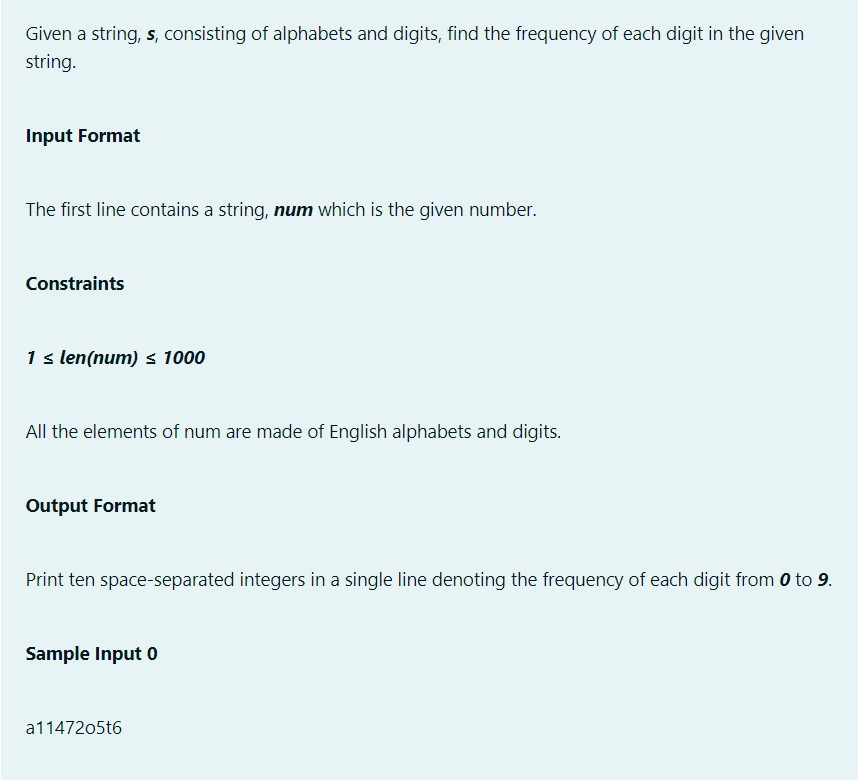 Given a string, s, consisting of alphabets and digits, find the frequency of each digit in the given
string.
Input Format
The first line contains a string, num which is the given number.
Constraints
1 ≤ len(num) ≤ 1000
All the elements of num are made of English alphabets and digits.
Output Format
Print ten space-separated integers in a single line denoting the frequency of each digit from 0 to 9.
Sample Input 0
a11472o5t6